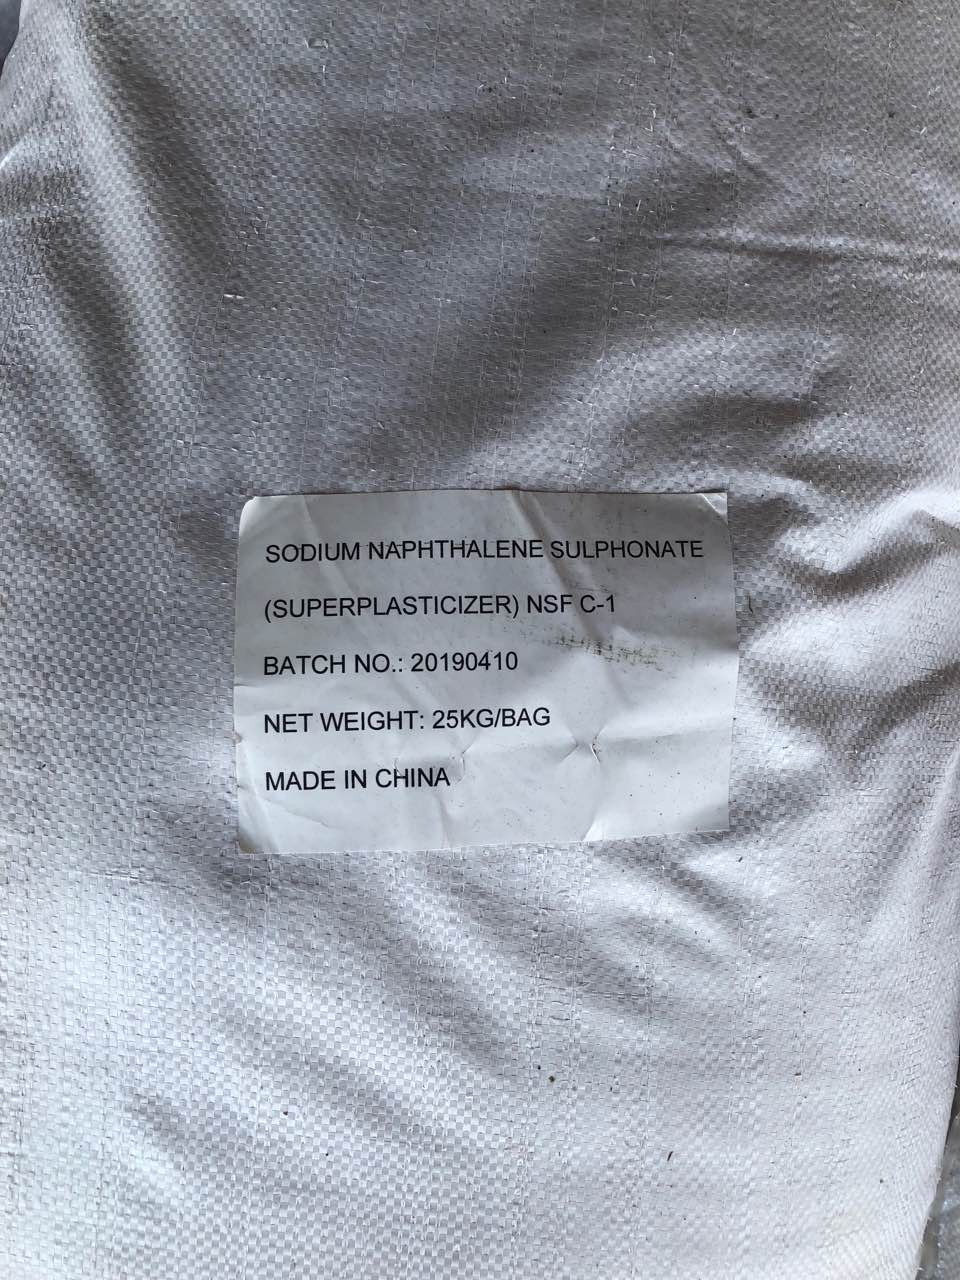 SODIUM NAPHTHALENE SULPHONATE
(SUPERPLASTICIZER) NSF C-1
BATCH NO.: 20190410
NET WEIGHT: 25KG/BAG
MADE IN CHINA